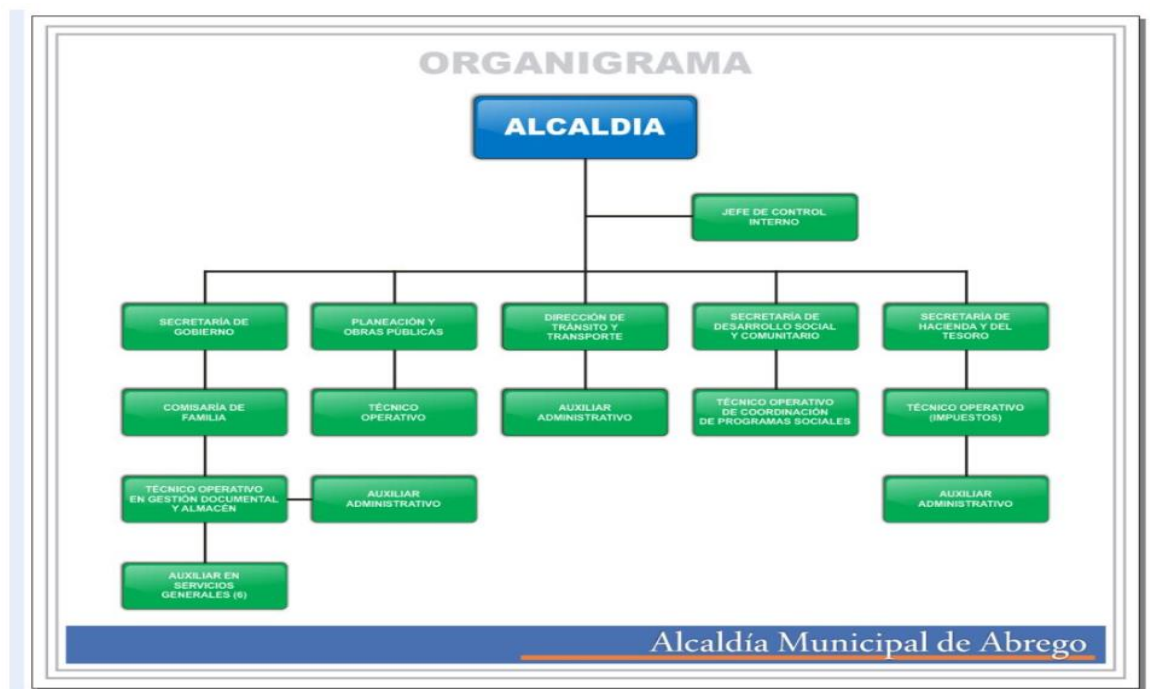 ORGANIGRAMA
ALCALDIA
JEFE DE CONTROL
INTERNO
SECRETARÍA DE
GOBIERNO
PLANEACIÓN Y
OBRAS PÚBLICAS
DIRECCIÓN DE
TRÁNSITO Y
TRANSPORTE
SECRETARÍA DE
DESARROLLO SOCIAL
Y COMUNITARIO
SECRETARÍA DE
HACIENDA Y DEL
TESORO
COMISARÍA DE
FAMILIA
TÉCNICO
OPERATIVO
AUXILIAR
ADMINISTRATIVO
TÉCNICO OPERATIVO
DE COORDINACIÓN
DE PROGRAMAS SOCIALES
TÉCNICO OPERATIVO
(IMPUESTOS)
TÉCNICO OPERATIVO
EN GESTIÓN DOCUMENTAL
Y ALMACÉN
AUXILIAR
ADMINISTRATIVO
AUXILIAR
ADMINISTRATIVO
AUXILIAR EN
SERVICIOS
GENERALES (6)
Alcaldía Municipal de Abrego